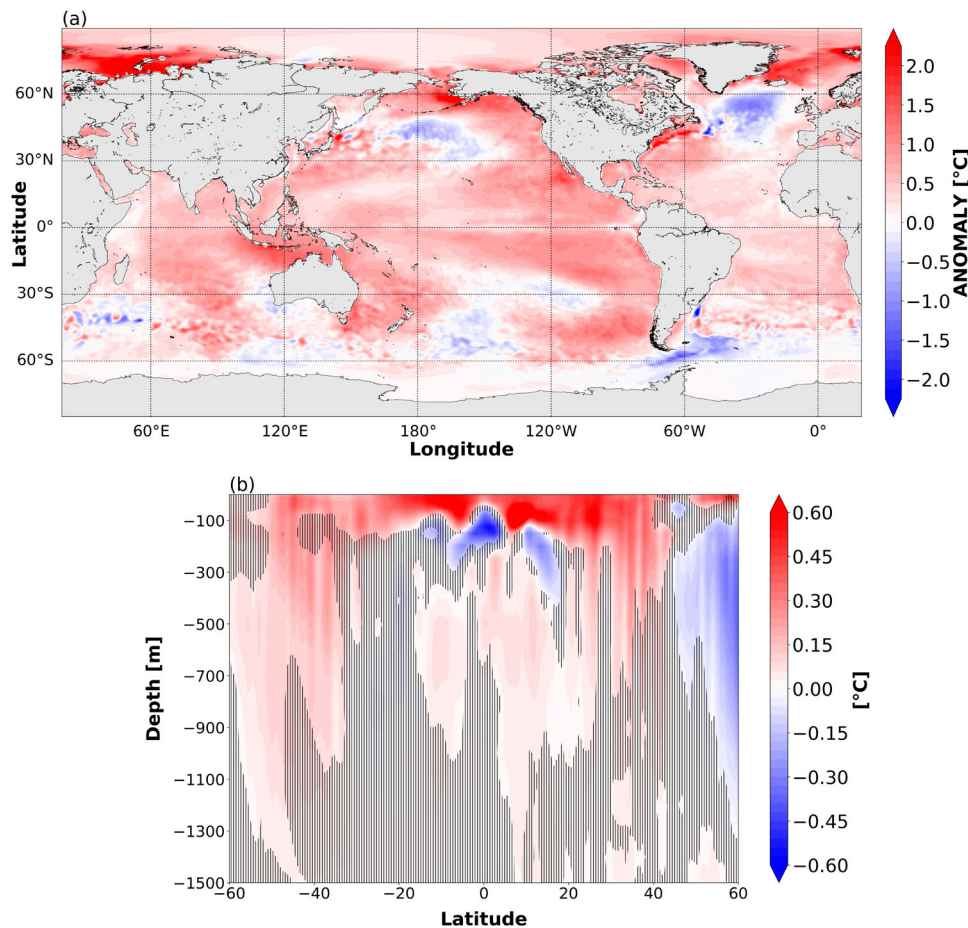 (a)
60°N
30°N
0°
30°S
60°S
Latitude
60°E
120°E
180°
120°W
60°W
0°
Longitude
2.0
1.5
1.0
0.5
0.0
−0.5
−1.0
−1.5
−2.0
ANOMALY [°C]
(b)
−100
−300
−500
−700
−900
−1100
−1300
−1500
Depth [m]
−60
−40
−20
0
20
40
60
Latitude
0.60
0.45
0.30
0.15
0.00
−0.15
−0.30
−0.45
−0.60
[°C]